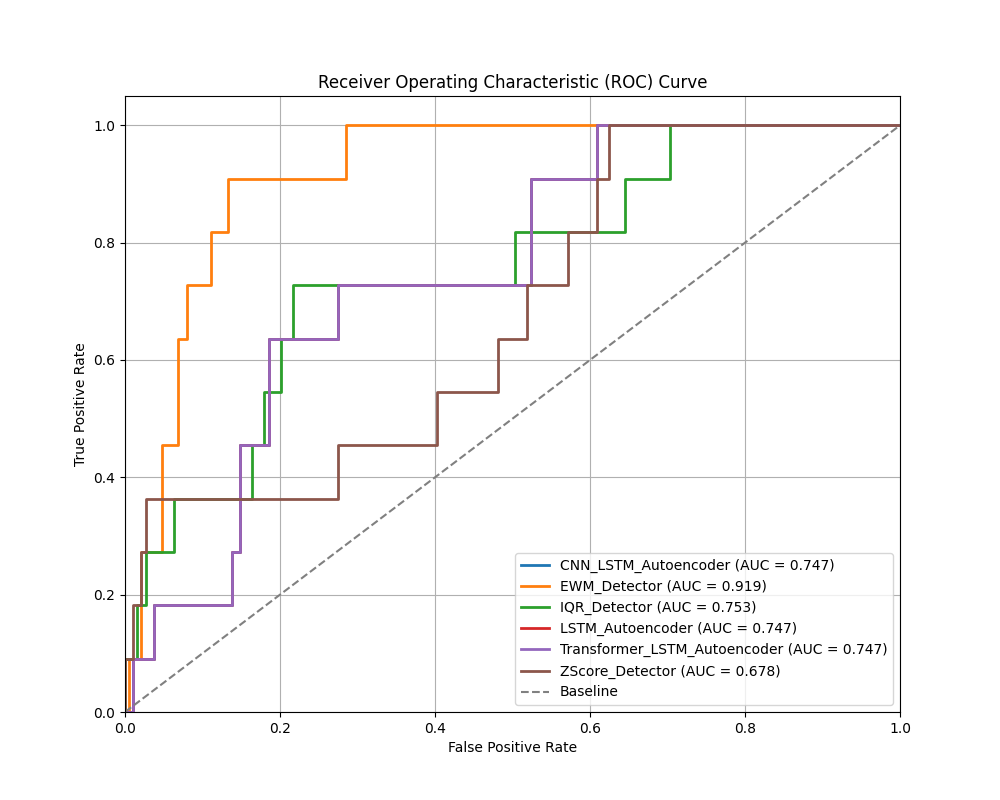 Receiver Operating Characteristic (ROC) Curve
1.0
0.8
0.6
0.4
0.2
0.0
True Positive Rate
0.0 0.2 0.4 0.6 0.8 1.0
False Positive Rate
CNN_LSTM_Autoencoder (AUC = 0.747)
EWM_Detector (AUC = 0.919)
IQR_Detector (AUC = 0.753)
LSTM_Autoencoder (AUC = 0.747)
Transformer_LSTM_Autoencoder (AUC = 0.747)
ZScore_Detector (AUC = 0.678)
Baseline